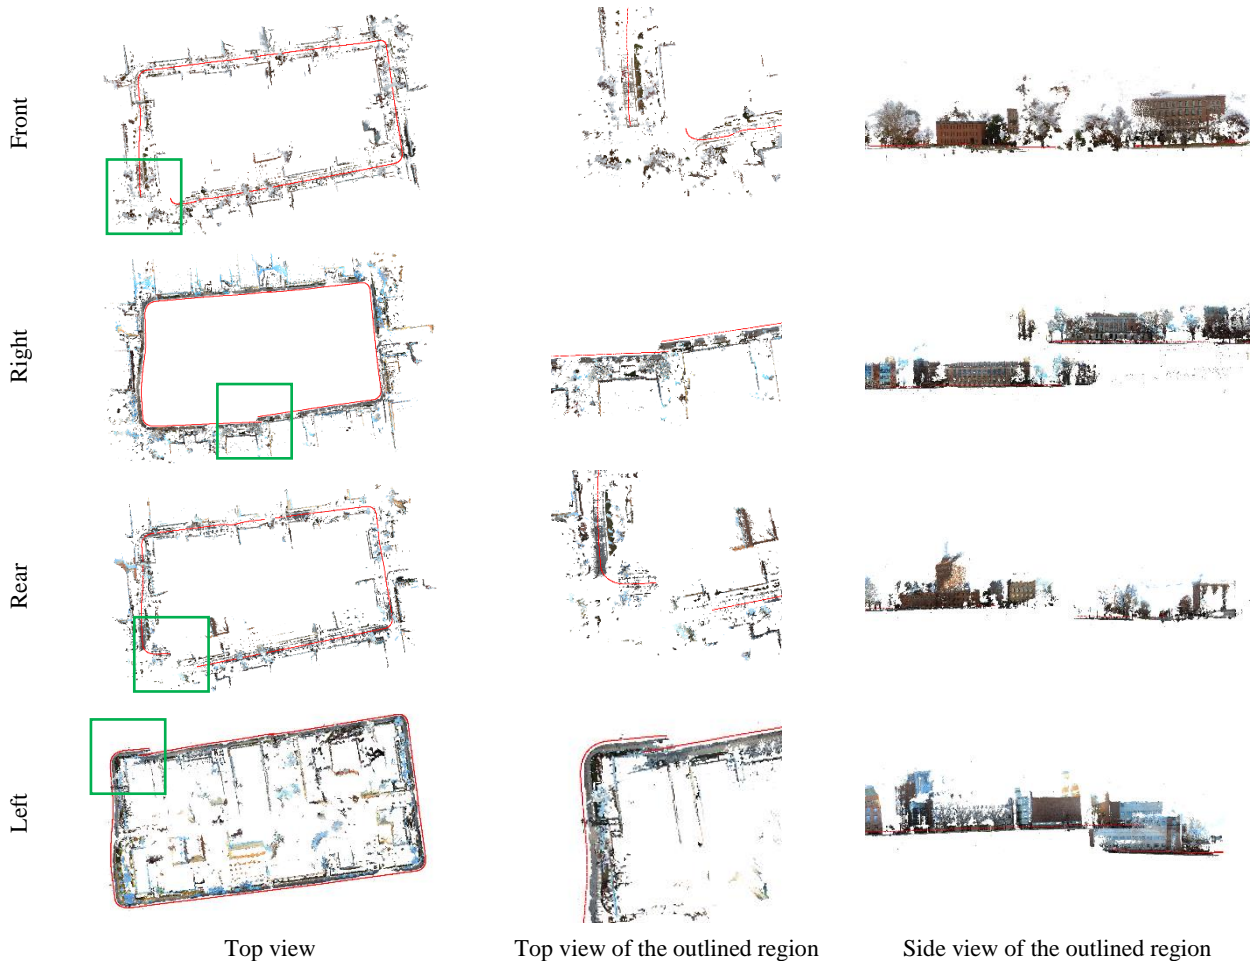 Front
Right
Rear
Left
Top view
Top view of the outlined region
Side view of the outlined region